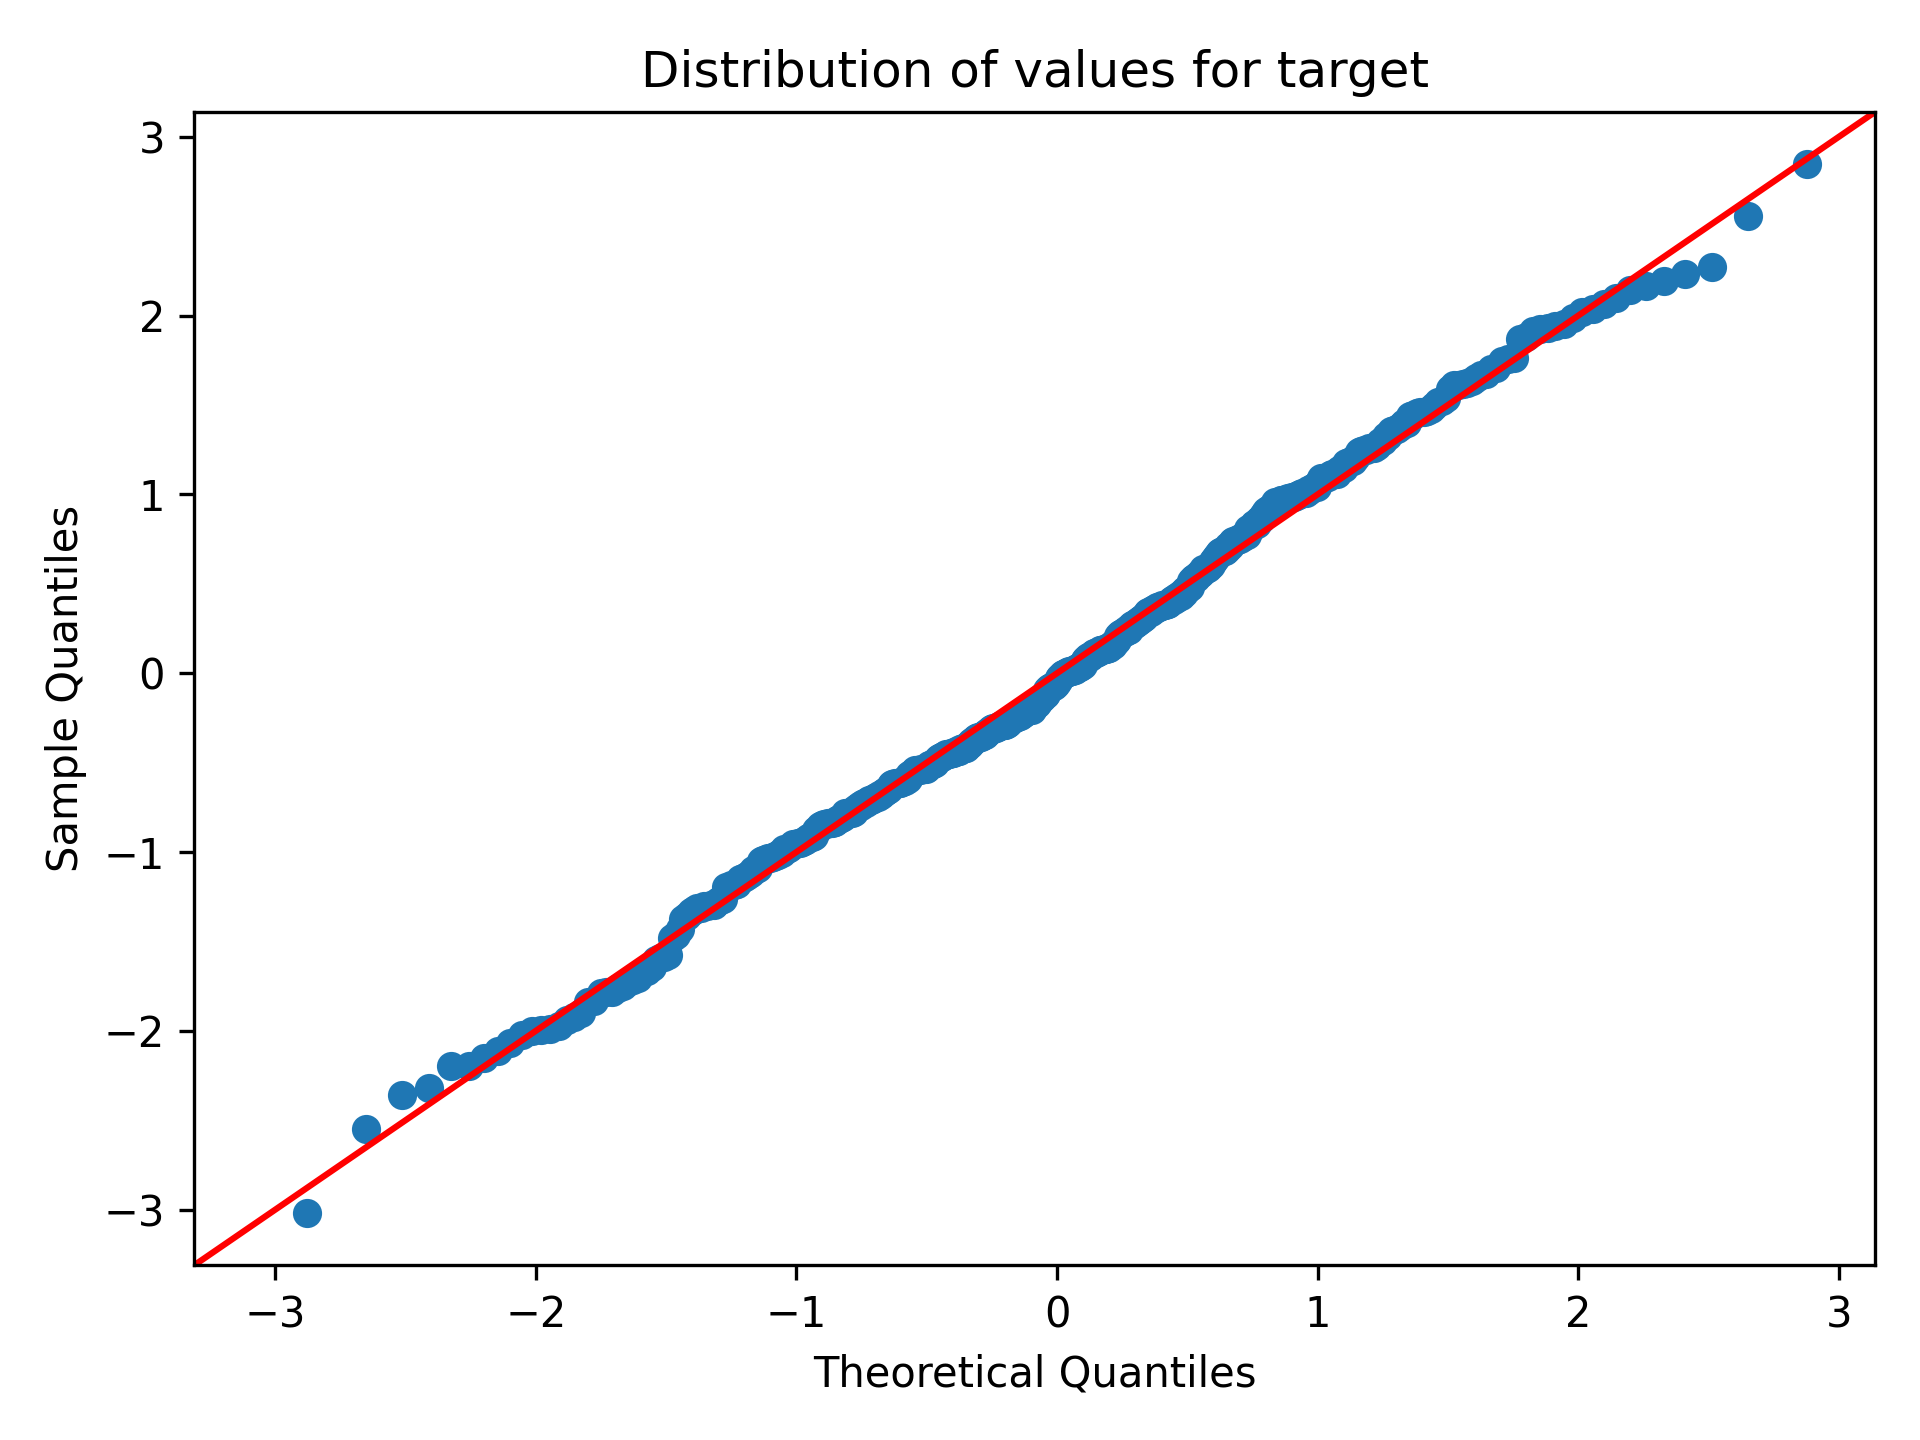 Distribution of values for target
3
2
1
0
−1
−2
−3
Sample Quantiles
−3 −2 −1 0 1 2 3
Theoretical Quantiles